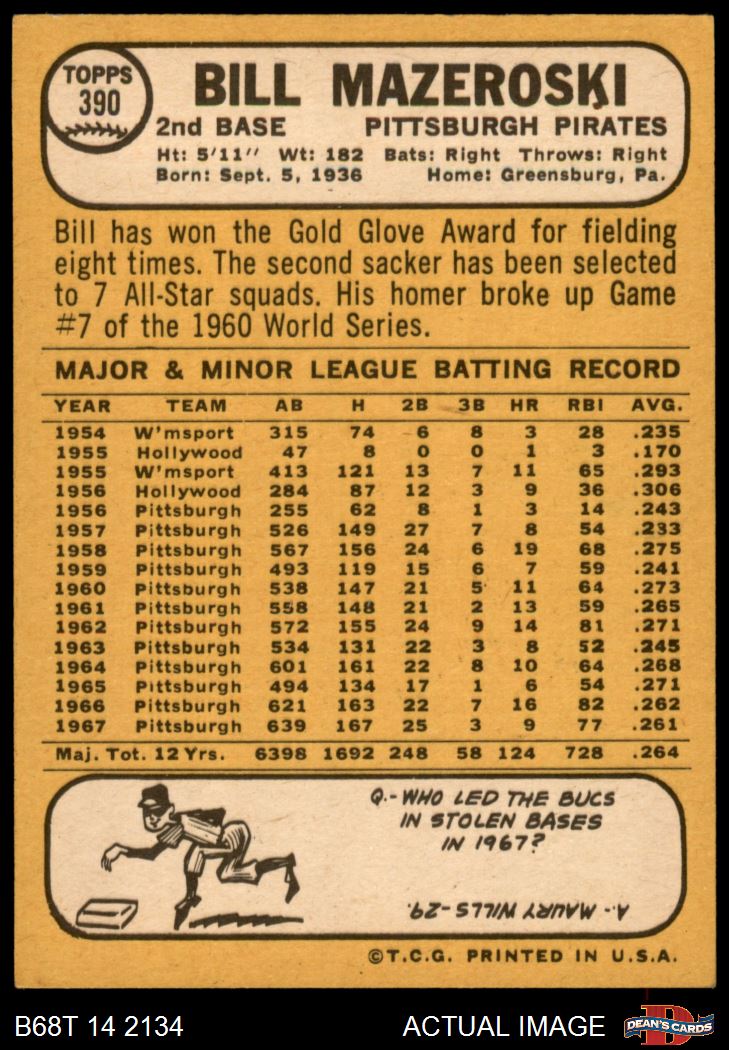 TOPPS
390
BILL MAZEROSKI
2nd BASE PITTSBURGH PIRATES
Ht: 5'11" Wt: 182 Bats: Right Throws: Right
Born: Sept. 5, 1936 Home: Greensburg, Pa.
Bill has won the Gold Glove Award for fielding
eight times. The second sacker has been selected
to 7 All-Star squads. His homer broke up Game
#7 of the 1960 World Series.
MAJOR & MINOR LEAGUE BATTING RECORD
YEAR TEAM AB H 2B 3B HR RBI AVG.
1954 W'msport 315 74 6 8 3 28 .235
1955 Hollywood 47 8 0 0 1 3 .170
1955 W'msport 413 121 13 7 11 65 .293
1956 Hollywood 284 87 12 3 9 36 .306
1956 Pittsburgh 255 62 8 1 3 14 .243
1957 Pittsburgh 526 149 27 7 8 54 .233
1958 Pittsburgh 567 156 24 6 19 68 .275
1959 Pittsburgh 493 119 15 6 7 59 .241
1960 Pittsburgh 538 147 21 5 11 64 .273
1961 Pittsburgh 558 148 21 2 13 59 .265
1962 Pittsburgh 572 155 24 9 14 81 .271
1963 Pittsburgh 534 131 22 3 8 52 .245
1964 Pittsburgh 601 161 22 8 10 64 .268
1965 Pittsburgh 494 134 17 1 6 54 .271
1966 Pittsburgh 621 163 22 7 16 82 .262
1967 Pittsburgh 639 167 25 3 9 77 .261
Maj. Tot. 12 Yrs. 6398 1692 248 58 124 728 .264
Q.- WHO LED THE BUCS
IN STOLEN BASES
IN 1967?
A.- MAURY WILLS-29.
©T.C.G. PRINTED IN U.S.A.
B68T 14 2134 ACTUAL IMAGE
D
DEAN'S CARDS